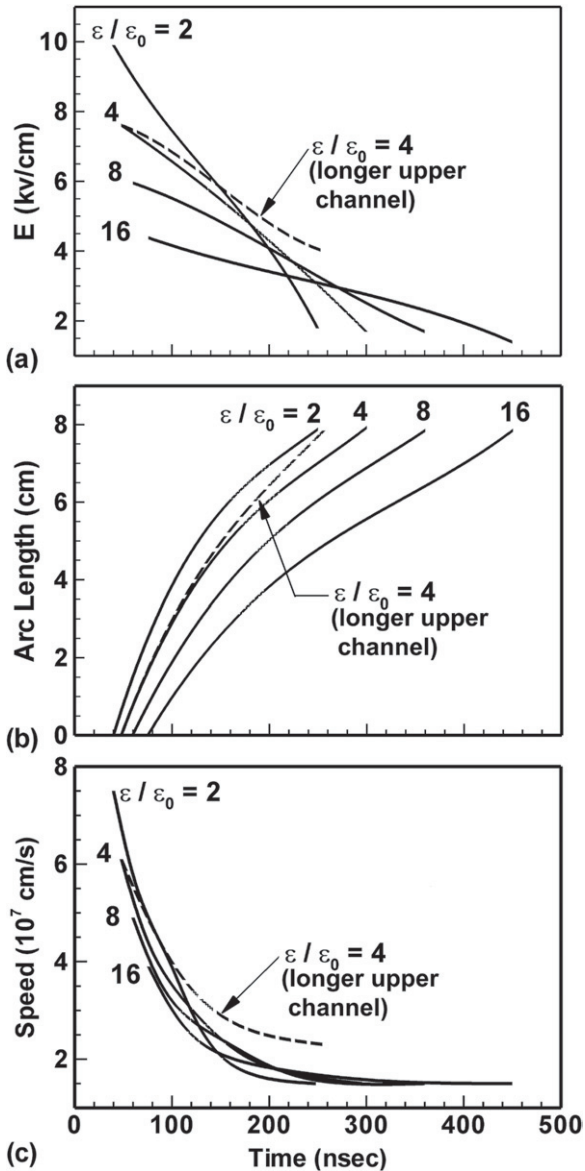 10
8
6
4
2
E (kv/cm)
ε / ε0 = 2
4
8
16
ε / ε0 = 4
(longer upper
channel)
(a)
8
6
4
2
0
Arc Length (cm)
ε / ε0 = 2
4
8
16
ε / ε0 = 4
(longer upper
channel)
(b)
8
6
4
2
Speed (10⁷ cm/s)
ε / ε0 = 2
4
8
16
ε / ε0 = 4
(longer upper
channel)
0
100
200
300
400
500
Time (nsec)
(c)